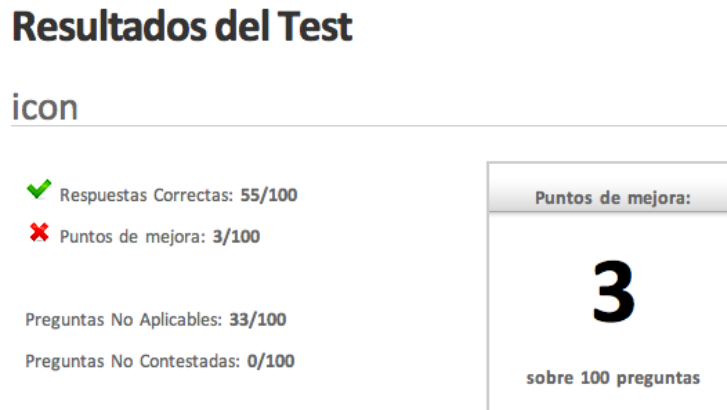 Resultados del Test
icon
Respuestas Correctas: 55/100
Puntos de mejora: 3/100
Preguntas No Aplicables: 33/100
Preguntas No Contestadas: 0/100
Puntos de mejora:
3
sobre 100 preguntas